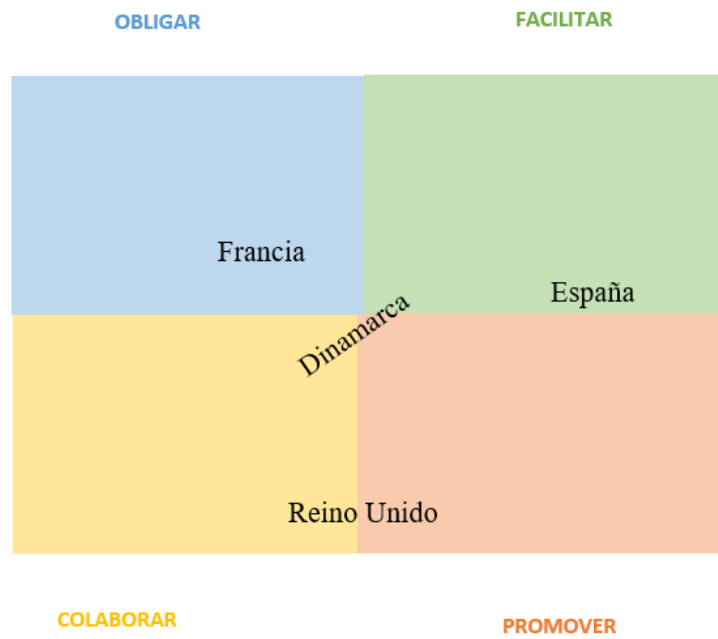 OBLIGAR
FACILITAR
Francia
España
Dinamarca
Reino Unido
COLABORAR
PROMOVER